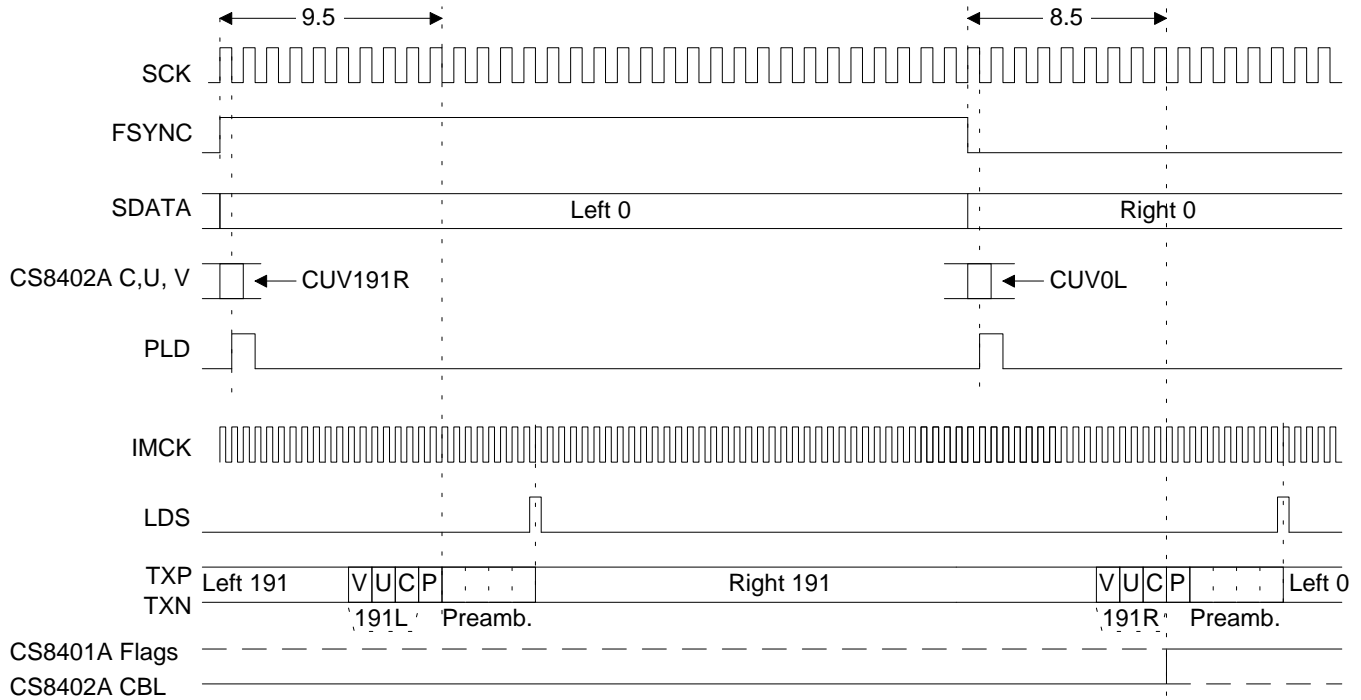 9.5 8.5
SCK
FSYNC
SDATA Left 0 Right 0
CS8402A C,U, V CUV191R CUV0L
PLD
IMCK
LDS
TXP Left 191 V U C P Right 191 V U C P Left 0
TXN
191L Preamb. 191R Preamb.
CS8401A Flags
CS8402A CBL